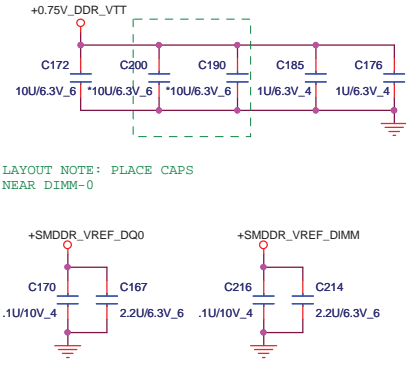 +0.75V_DDR_VTT
C172 C200 C190 C185 C176
10U/6.3V_6 *10U/6.3V_6 *10U/6.3V_6 1U/6.3V_4 1U/6.3V_4
LAYOUT NOTE: PLACE CAPS
NEAR DIMM-0
+SMDDR_VREF_DQ0 +SMDDR_VREF_DIMM
C170 C167 C216 C214
.1U/10V_4 2.2U/6.3V_6 .1U/10V_4 2.2U/6.3V_6